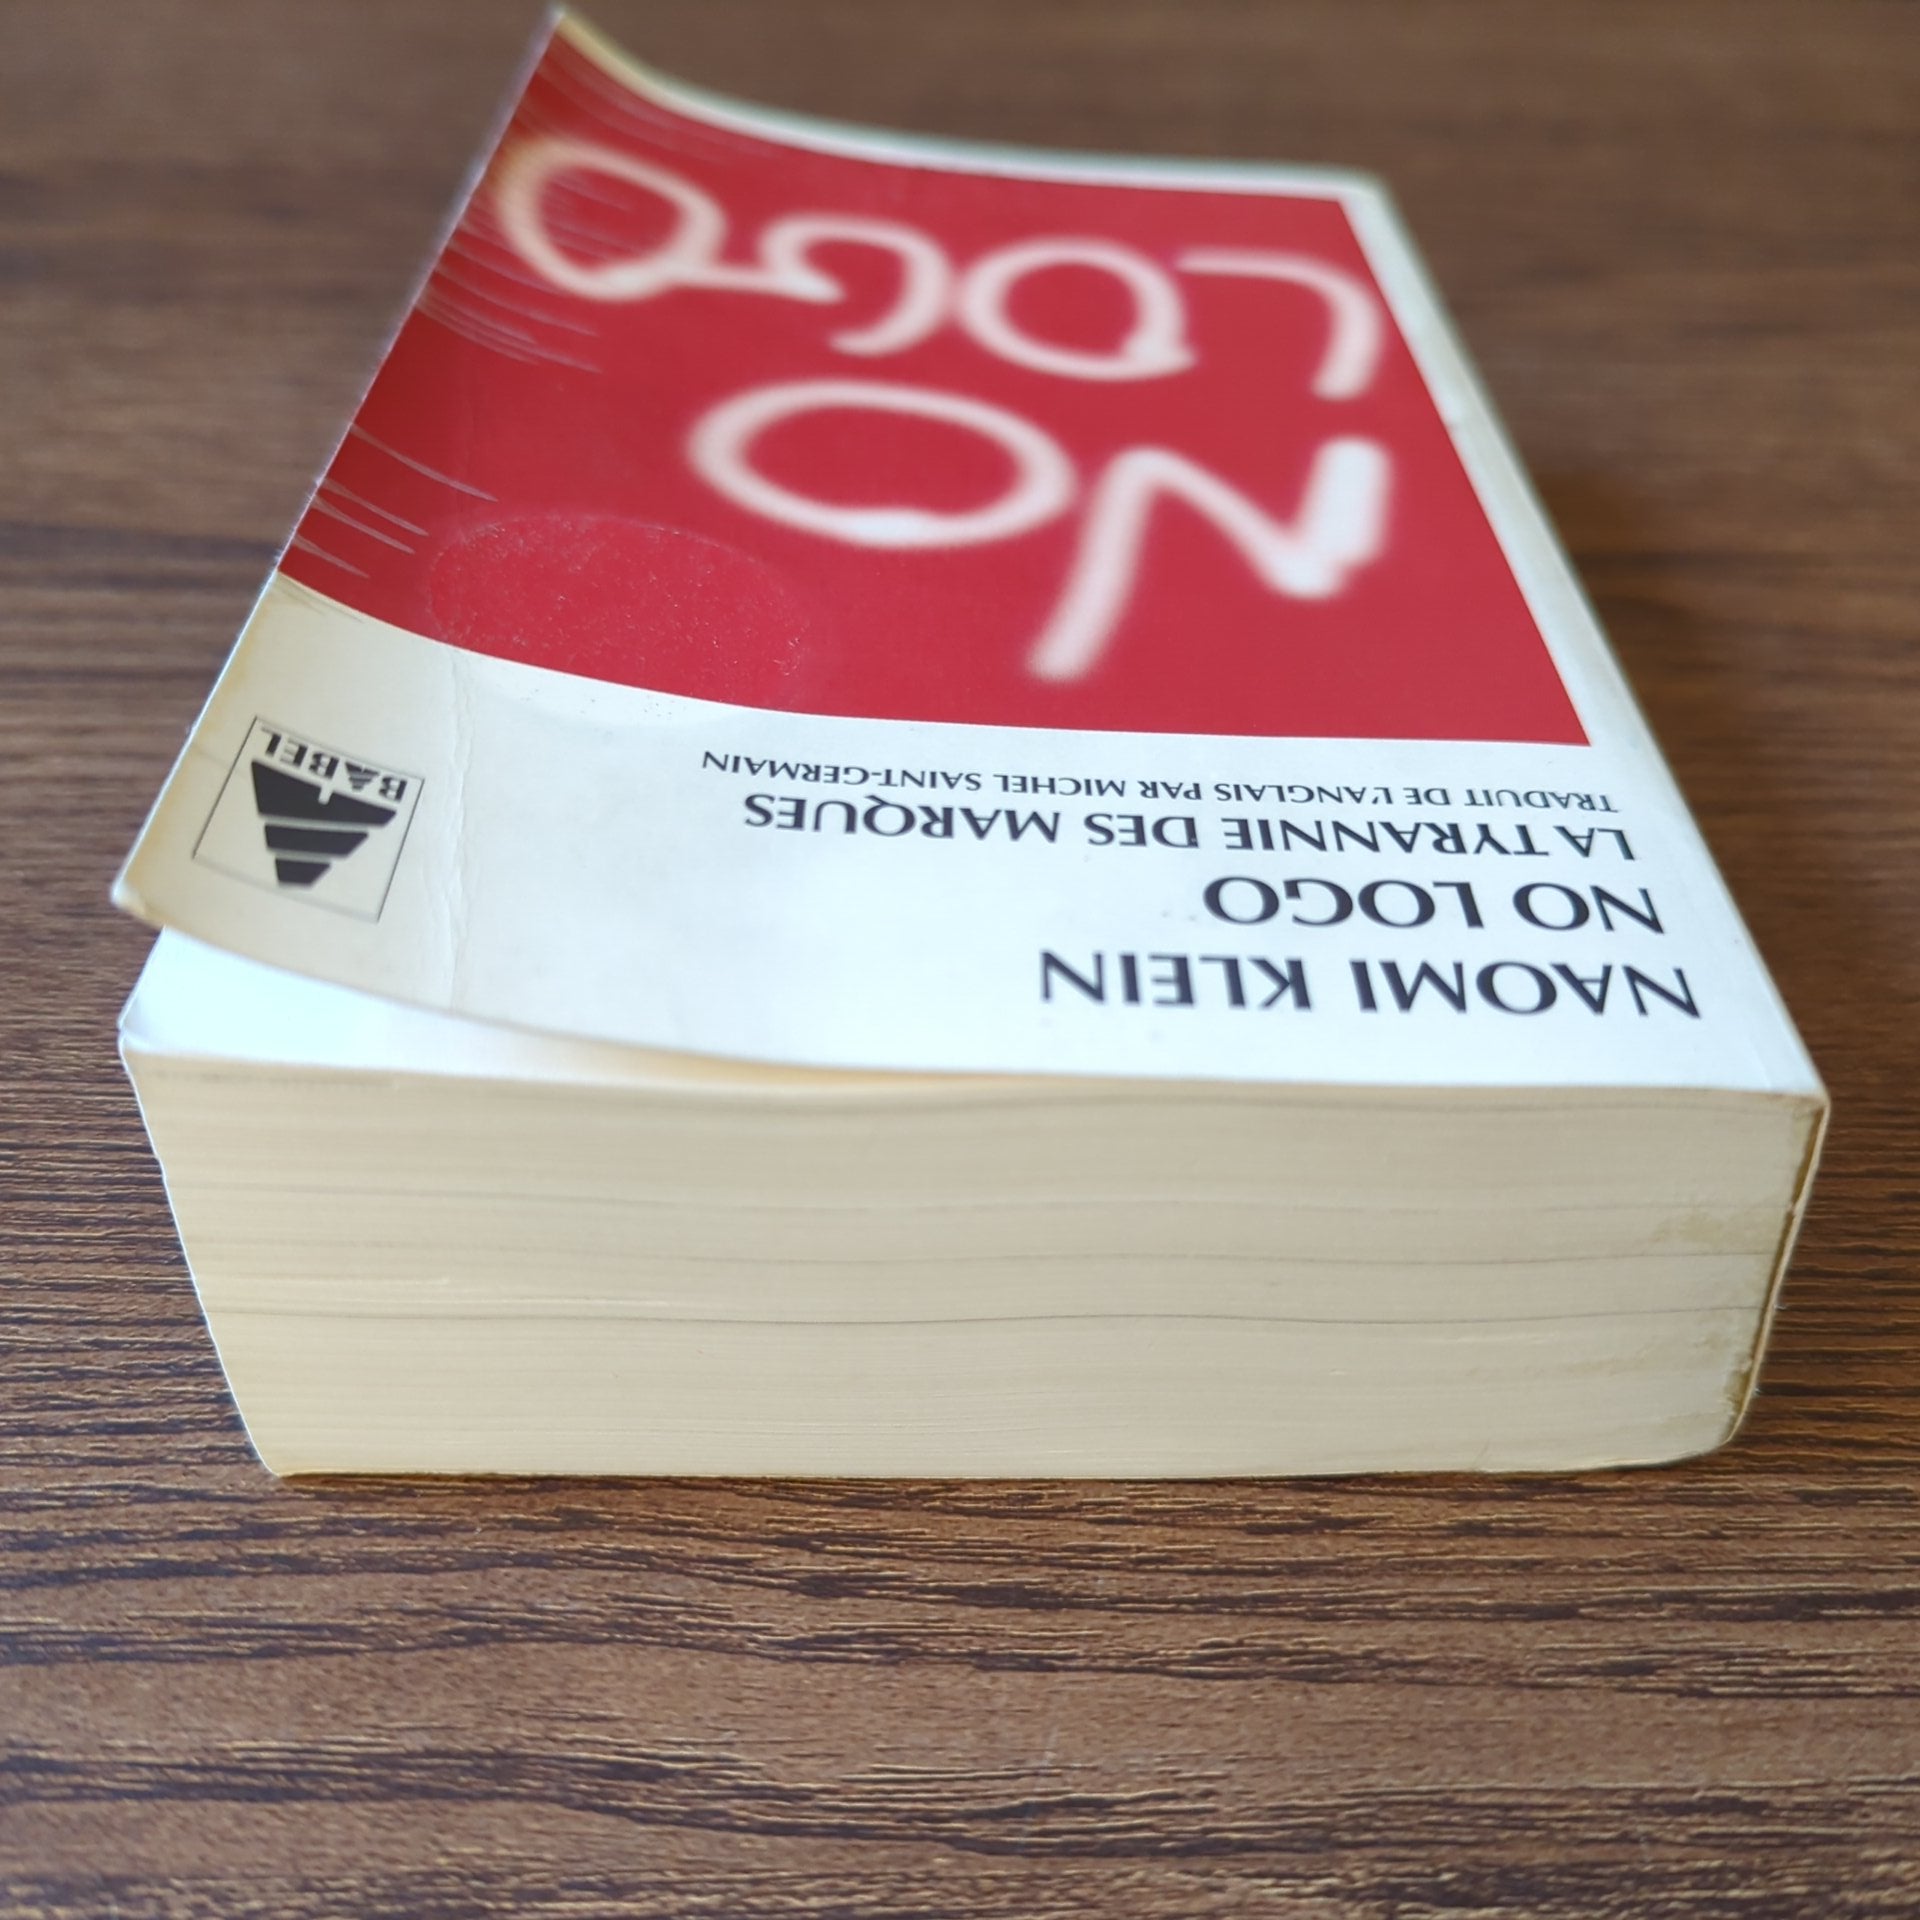 NAOMI KLEIN
NO LOGO
LA TYRANNIE DES MARQUES
TRADUIT DE L'ANGLAIS PAR MICHEL SAINT-GERMAIN
BABEL
NO
LOGO